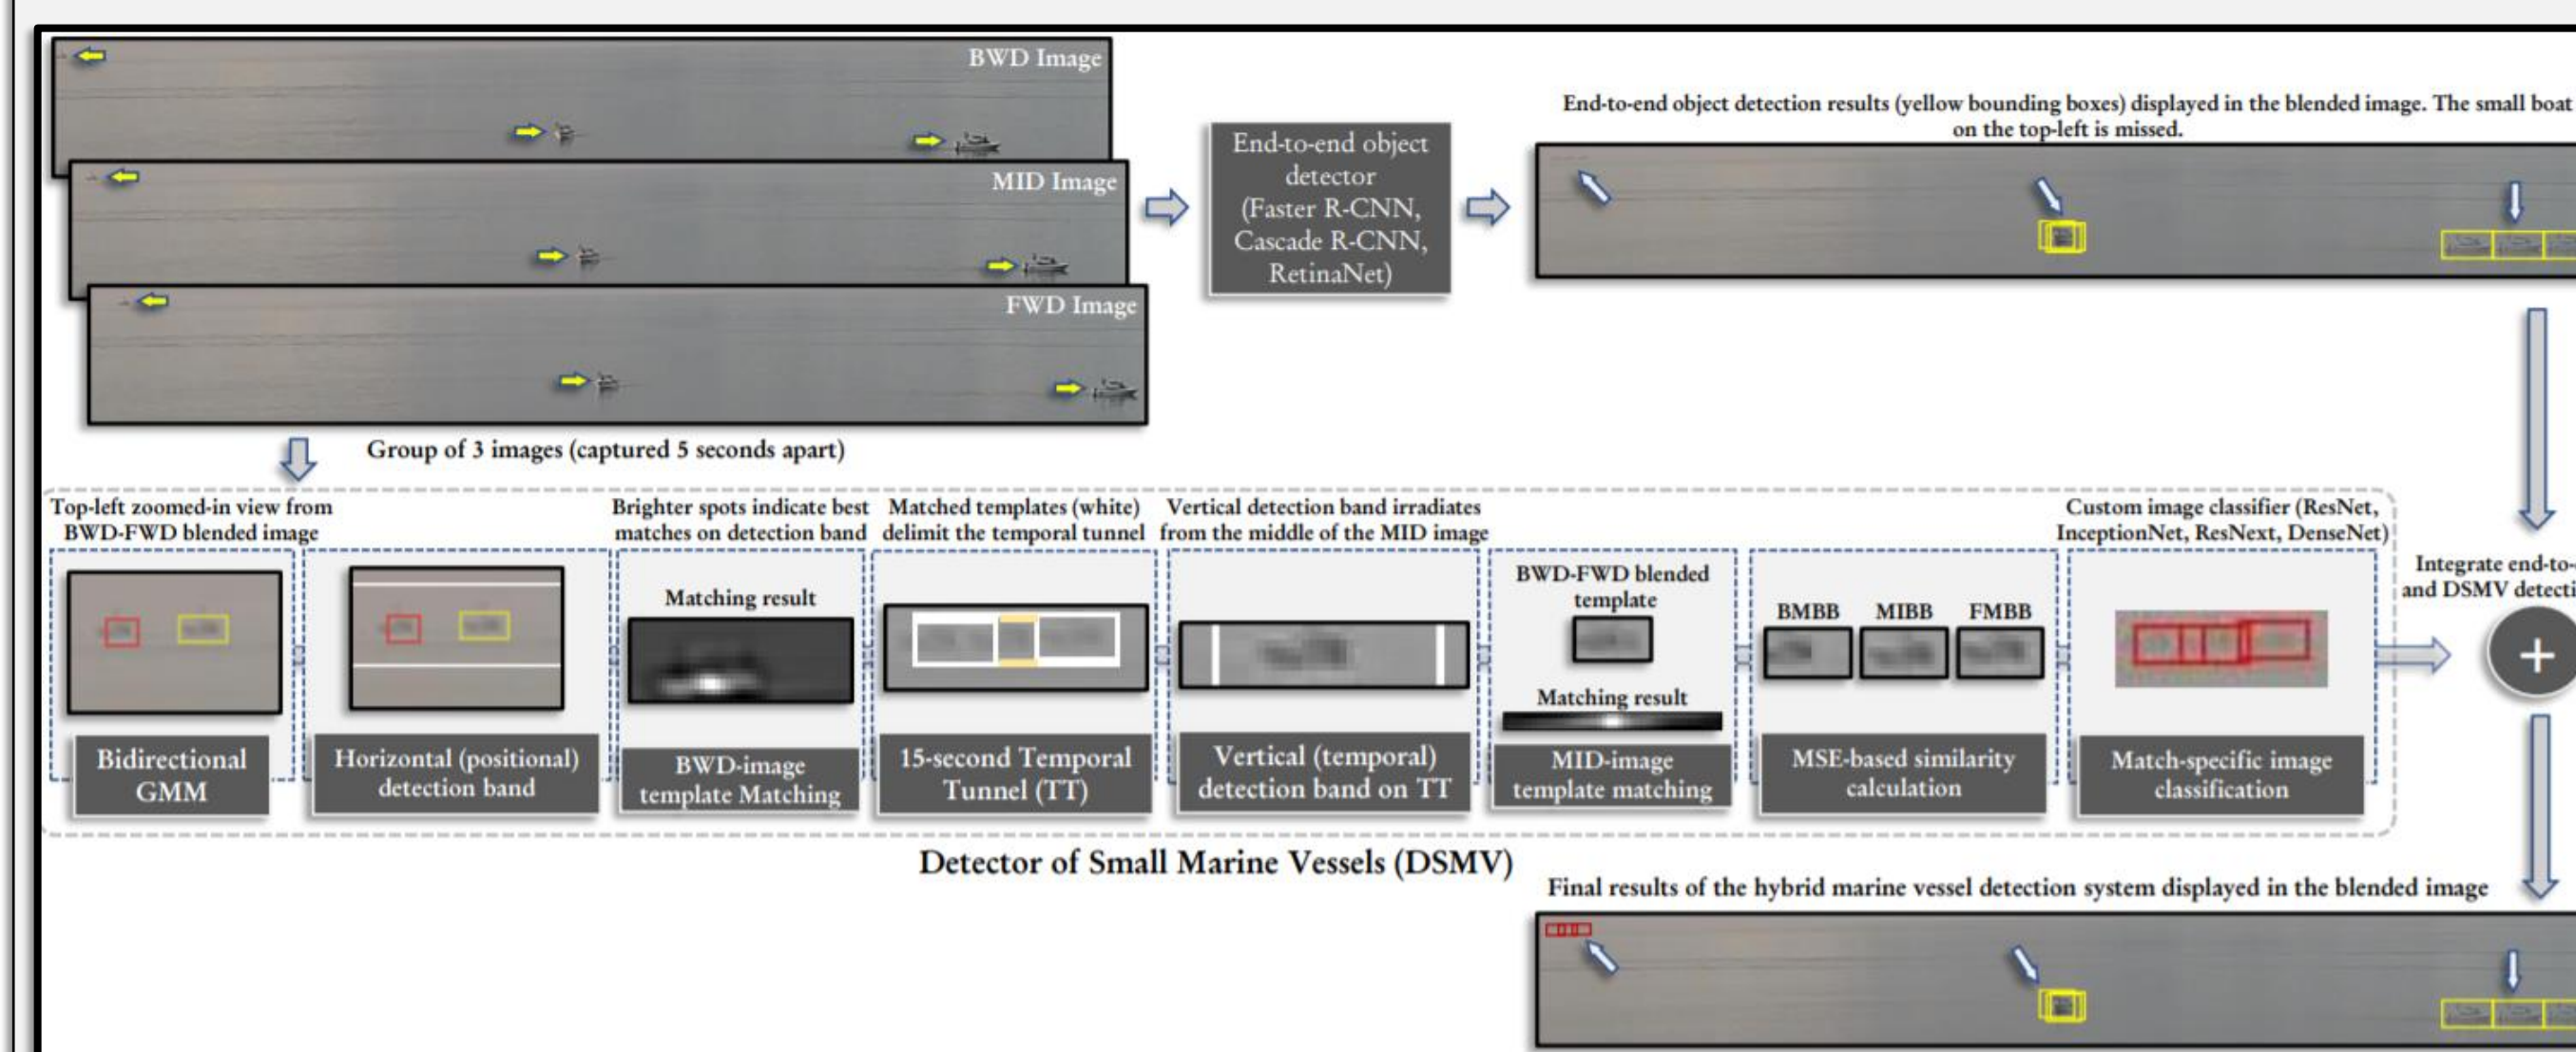 BWD Image
MID Image
FWD Image
Group of 3 images (captured 5 seconds apart)
End-to-end object
detector
(Faster R-CNN,
Cascade R-CNN,
RetinaNet)
End-to-end object detection results (yellow bounding boxes) displayed in the blended image. The small boat
on the top-left is missed.
Top-left zoomed-in view from
BWD-FWD blended image
Bidirectional
GMM
Horizontal (positional)
detection band
Brighter spots indicate best
matches on detection band
Matching result
BWD-image
template Matching
Matched templates (white)
delimit the temporal tunnel
15-second Temporal
Tunnel (TT)
Vertical detection band irradiates
from the middle of the MID image
Vertical (temporal)
detection band on TT
BWD-FWD blended
template
Matching result
MID-image
template matching
BMBB MIBB FMBB
MSE-based similarity
calculation
Custom image classifier (ResNet,
InceptionNet, ResNext, DenseNet)
Match-specific image
classification
Integrate end-to-
and DSMV
+
Detector of Small Marine Vessels (DSMV)
Final results of the hybrid marine vessel detection system displayed in the blended image